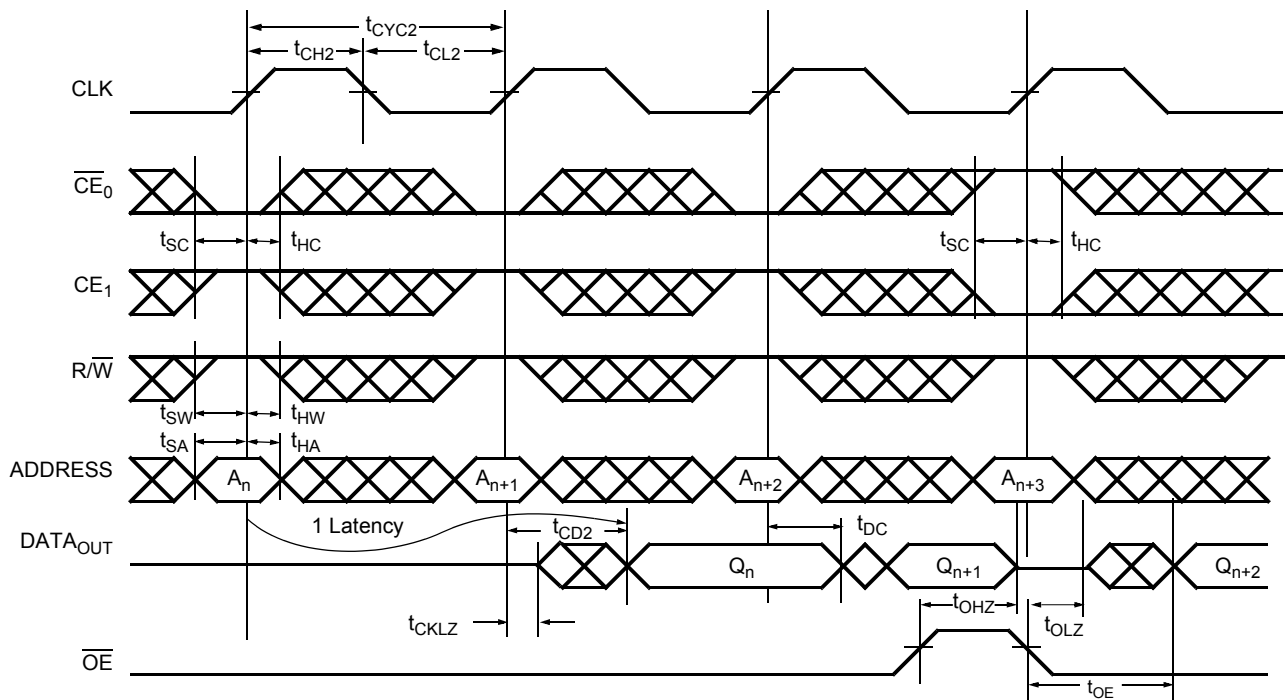 tCYC2
tCH2 tCL2
CLK
CE0
tSC tHC tSC tHC
CE1
R/W
tSW tHW
tSA tHA
ADDRESS An An+1 An+2 An+3
1 Latency tCD2 tDC
DATAOUT Qn Qn+1 Qn+2
tCKLZ tOHZ tOLZ
OE tOE